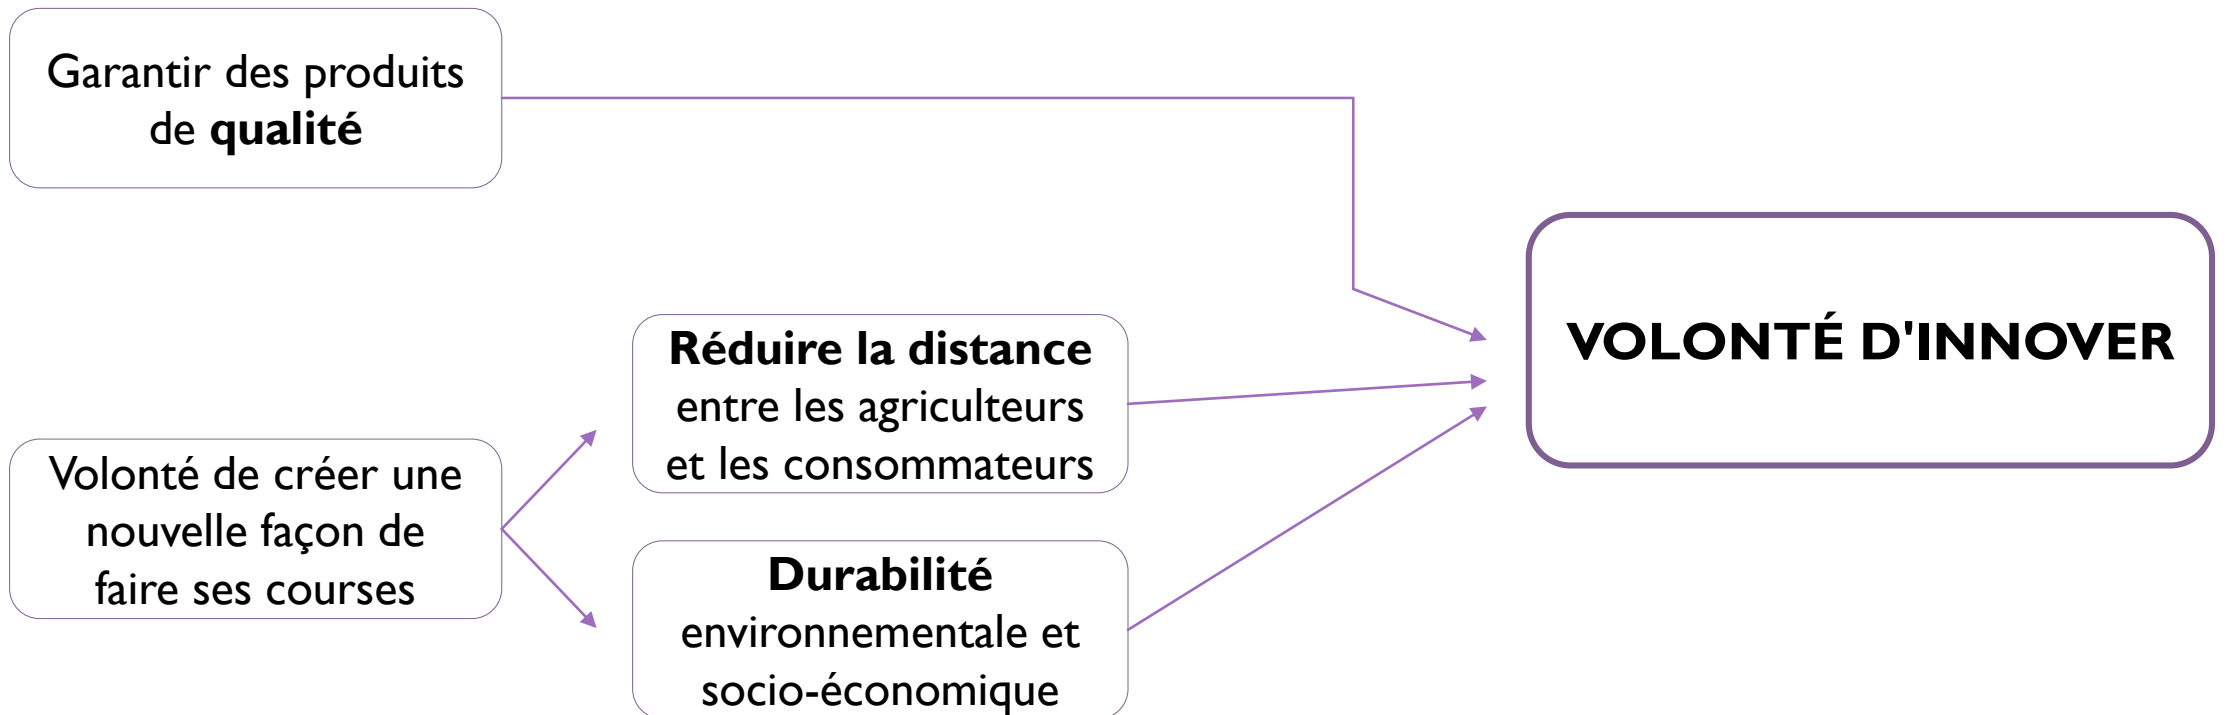 Garantir des produits
de qualité
VOLONTÉ D'INNOVER
Réduire la distance
entre les agriculteurs
et les consommateurs
Volonté de créer une
nouvelle façon de
faire ses courses
Durabilité
environnementale et
socio-économique